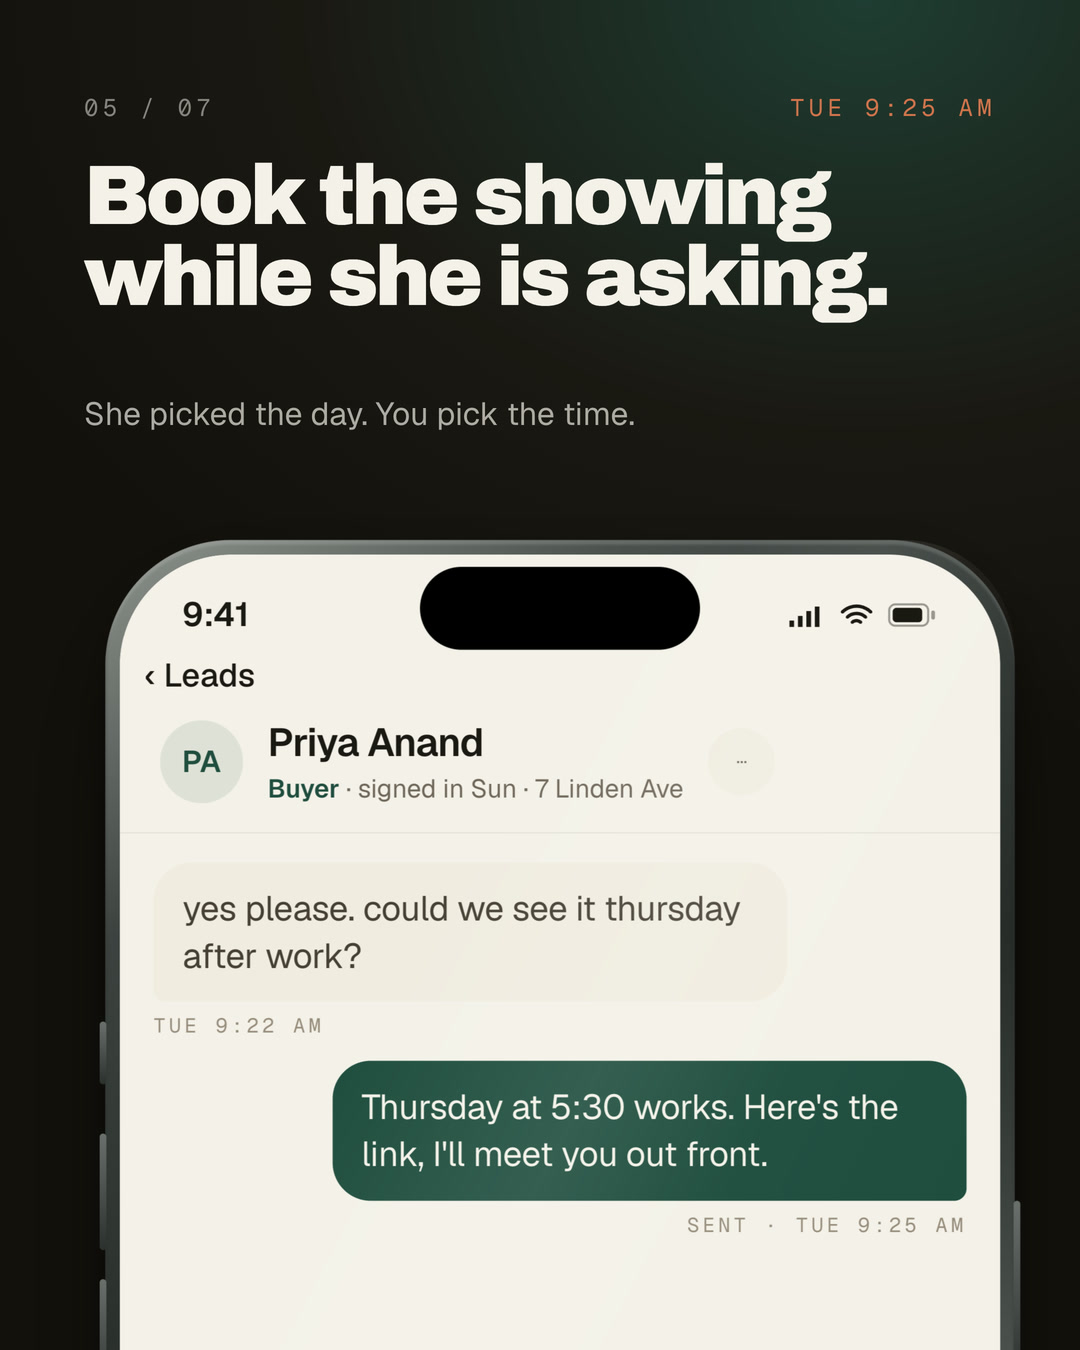 05 / 07
TUE 9:25 AM
Book the showing
while she is asking.
She picked the day. You pick the time.
9:41
‹ Leads
PA
Priya Anand
Buyer · signed in Sun · 7 Linden Ave
...
yes please. could we see it thursday
after work?
TUE 9:22 AM
Thursday at 5:30 works. Here's the
link, I'll meet you out front.
SENT · TUE 9:25 AM